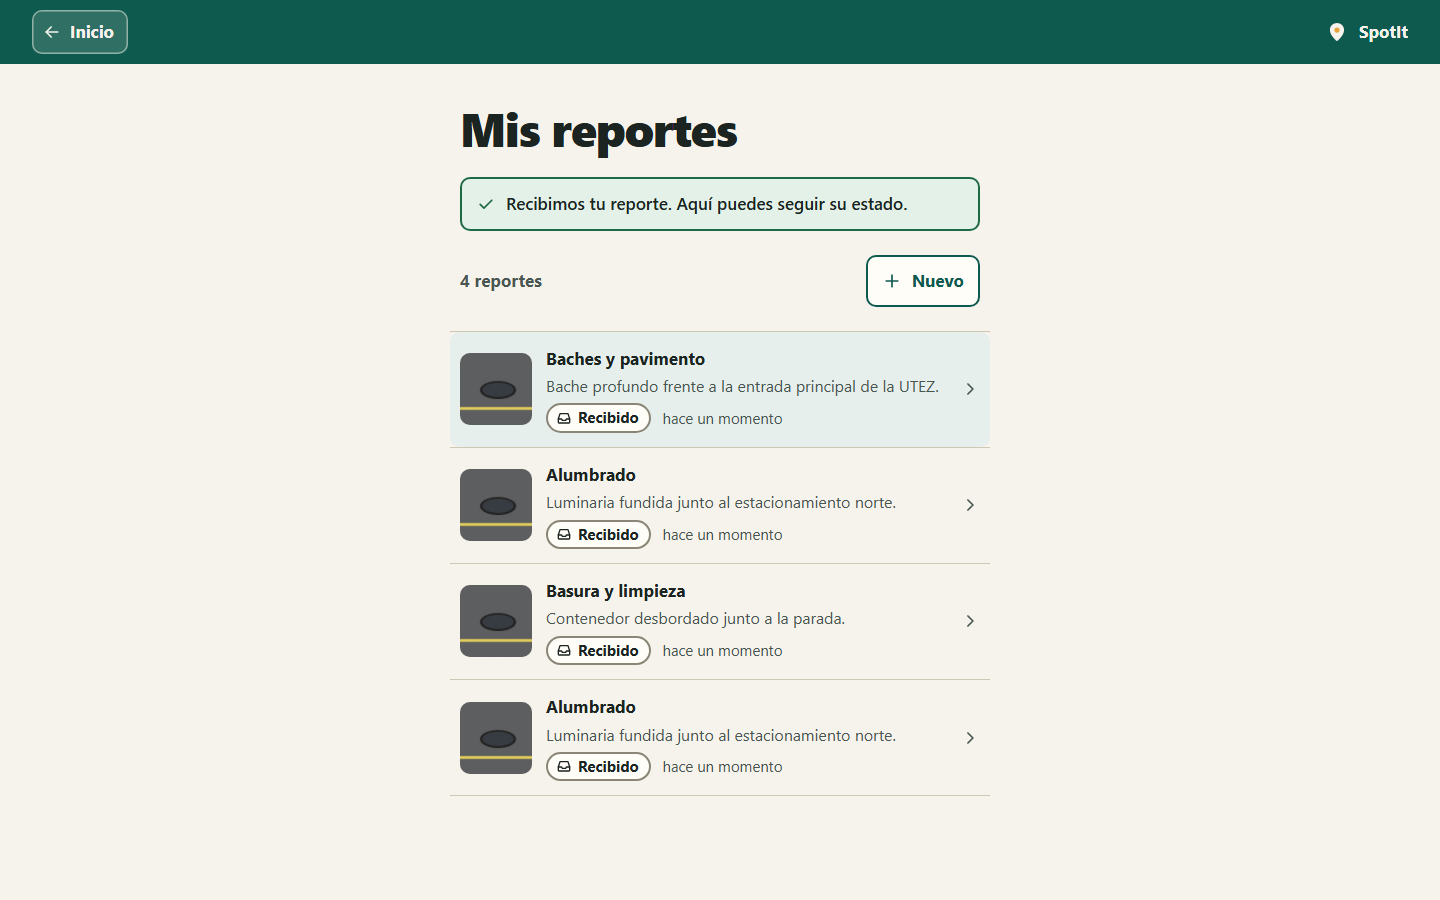 Inicio
SpotIt
Mis reportes
Recibimos tu reporte. Aquí puedes seguir su estado.
4 reportes
Nuevo
Baches y pavimento
Bache profundo frente a la entrada principal de la UTEZ.
Recibido hace un momento
Alumbrado
Luminaria fundida junto al estacionamiento norte.
Recibido hace un momento
Basura y limpieza
Contenedor desbordado junto a la parada.
Recibido hace un momento
Alumbrado
Luminaria fundida junto al estacionamiento norte.
Recibido hace un momento